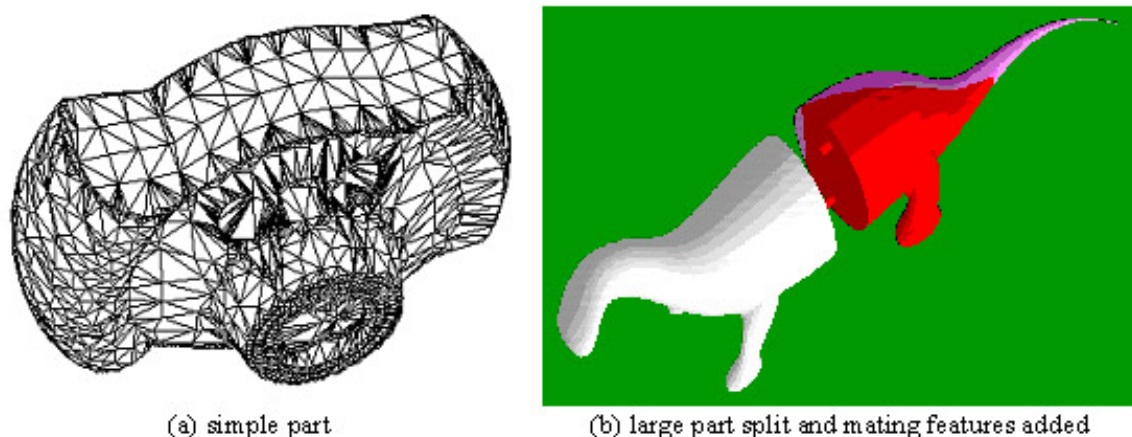 (a) simple part
(b) large part split and mating features added